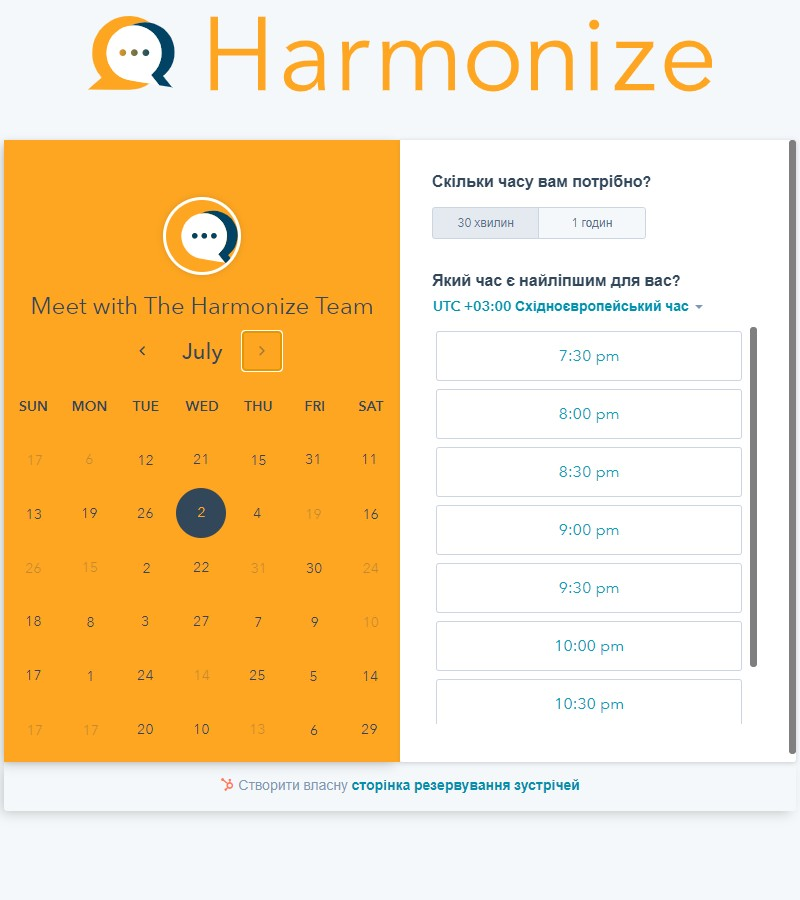 Harmonize
Meet with The Harmonize Team
July
SUN MON TUE WED THU FRI SAT
17 6 12 21 15 31 11
13 19 26 2 4 19 16
26 15 2 22 31 30 24
18 8 3 27 7 9 10
17 1 24 14 25 5 14
17 17 20 10 13 6 29
Скільки часу вам потрібно?
30 хвилин 1 годин
Який час є найліпшим для вас?
UTC +03:00 Східноєвропейський час
7:30 pm
8:00 pm
8:30 pm
9:00 pm
9:30 pm
10:00 pm
10:30 pm
Створити власну сторінка резервування зустрічей